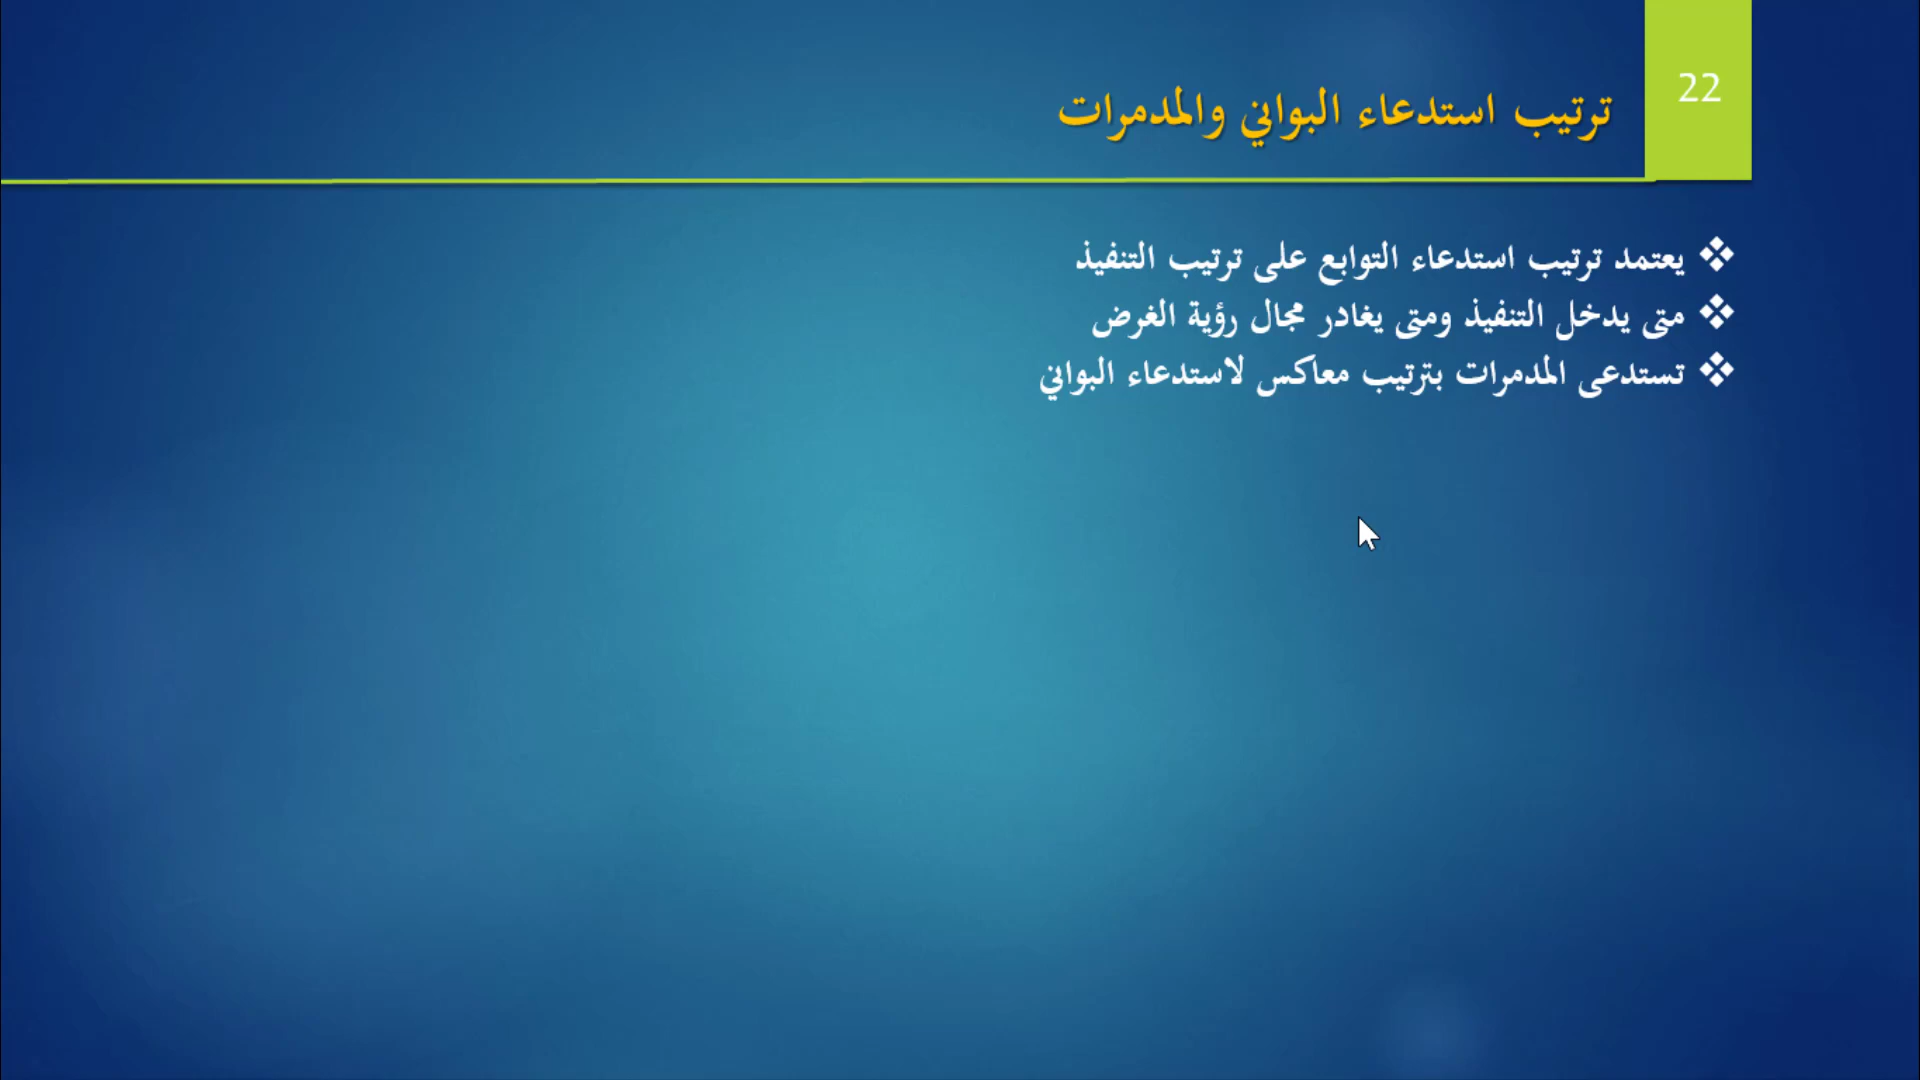 22
ترتيب استدعاء البواني والمدمرات
❖ يعتمد ترتيب استدعاء التوابع على ترتيب التنفيذ
❖ متى يدخل التنفيذ ومتى يغادر مجال رؤية الغرض
❖ تستدعى المدمرات بترتيب معاكس لاستدعاء البواني